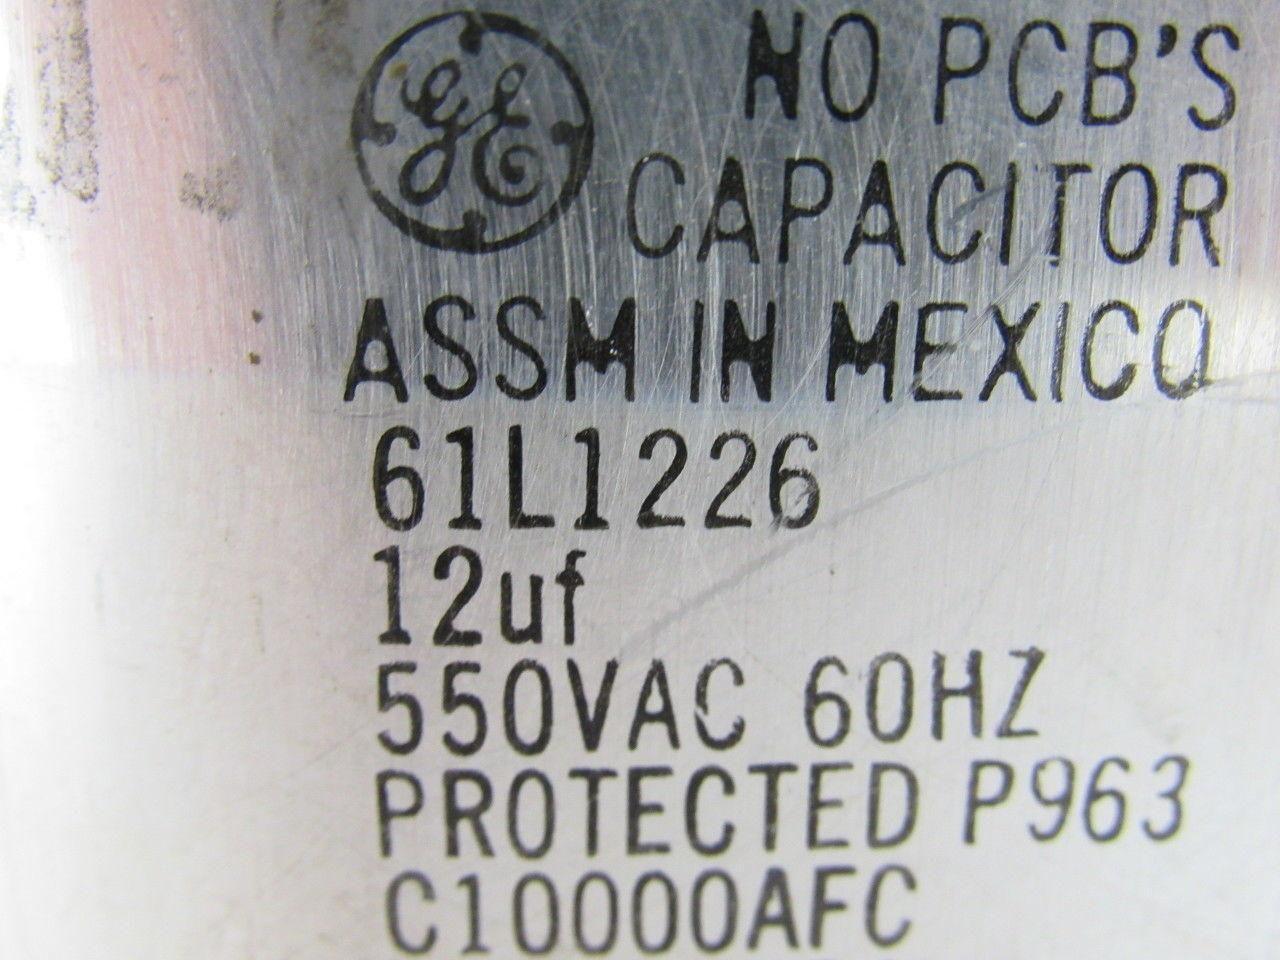 GE NO PCB'S
CAPACITOR
ASSM IN MEXICO
61L1226
12uf
550VAC 60HZ
PROTECTED P963
C10000AFC